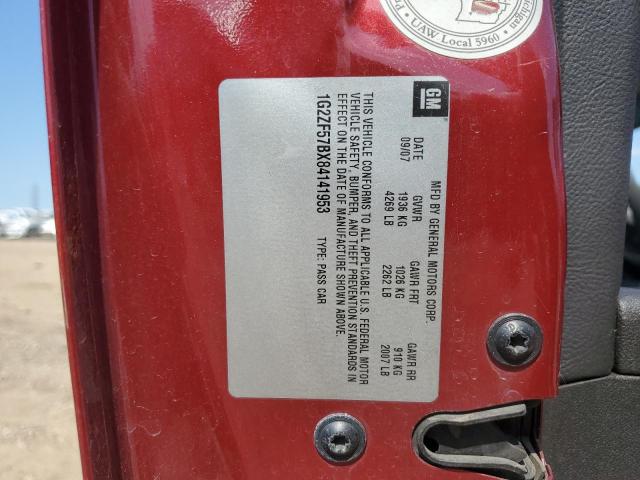 GM
MFD BY GENERAL MOTORS CORP.
DATE GVWR GAWR FRT GAWR RR
09/07 1936 KG 1026 KG 910 KG
4269 LB 2262 LB 2007 LB
THIS VEHICLE CONFORMS TO ALL APPLICABLE U.S. FEDERAL MOTOR
VEHICLE SAFETY, BUMPER, AND THEFT PREVENTION STANDARDS IN
EFFECT ON THE DATE OF MANUFACTURE SHOWN ABOVE.
1G2ZF57BX84141953 TYPE: PASS CAR
Michigan
UAW Local 5960